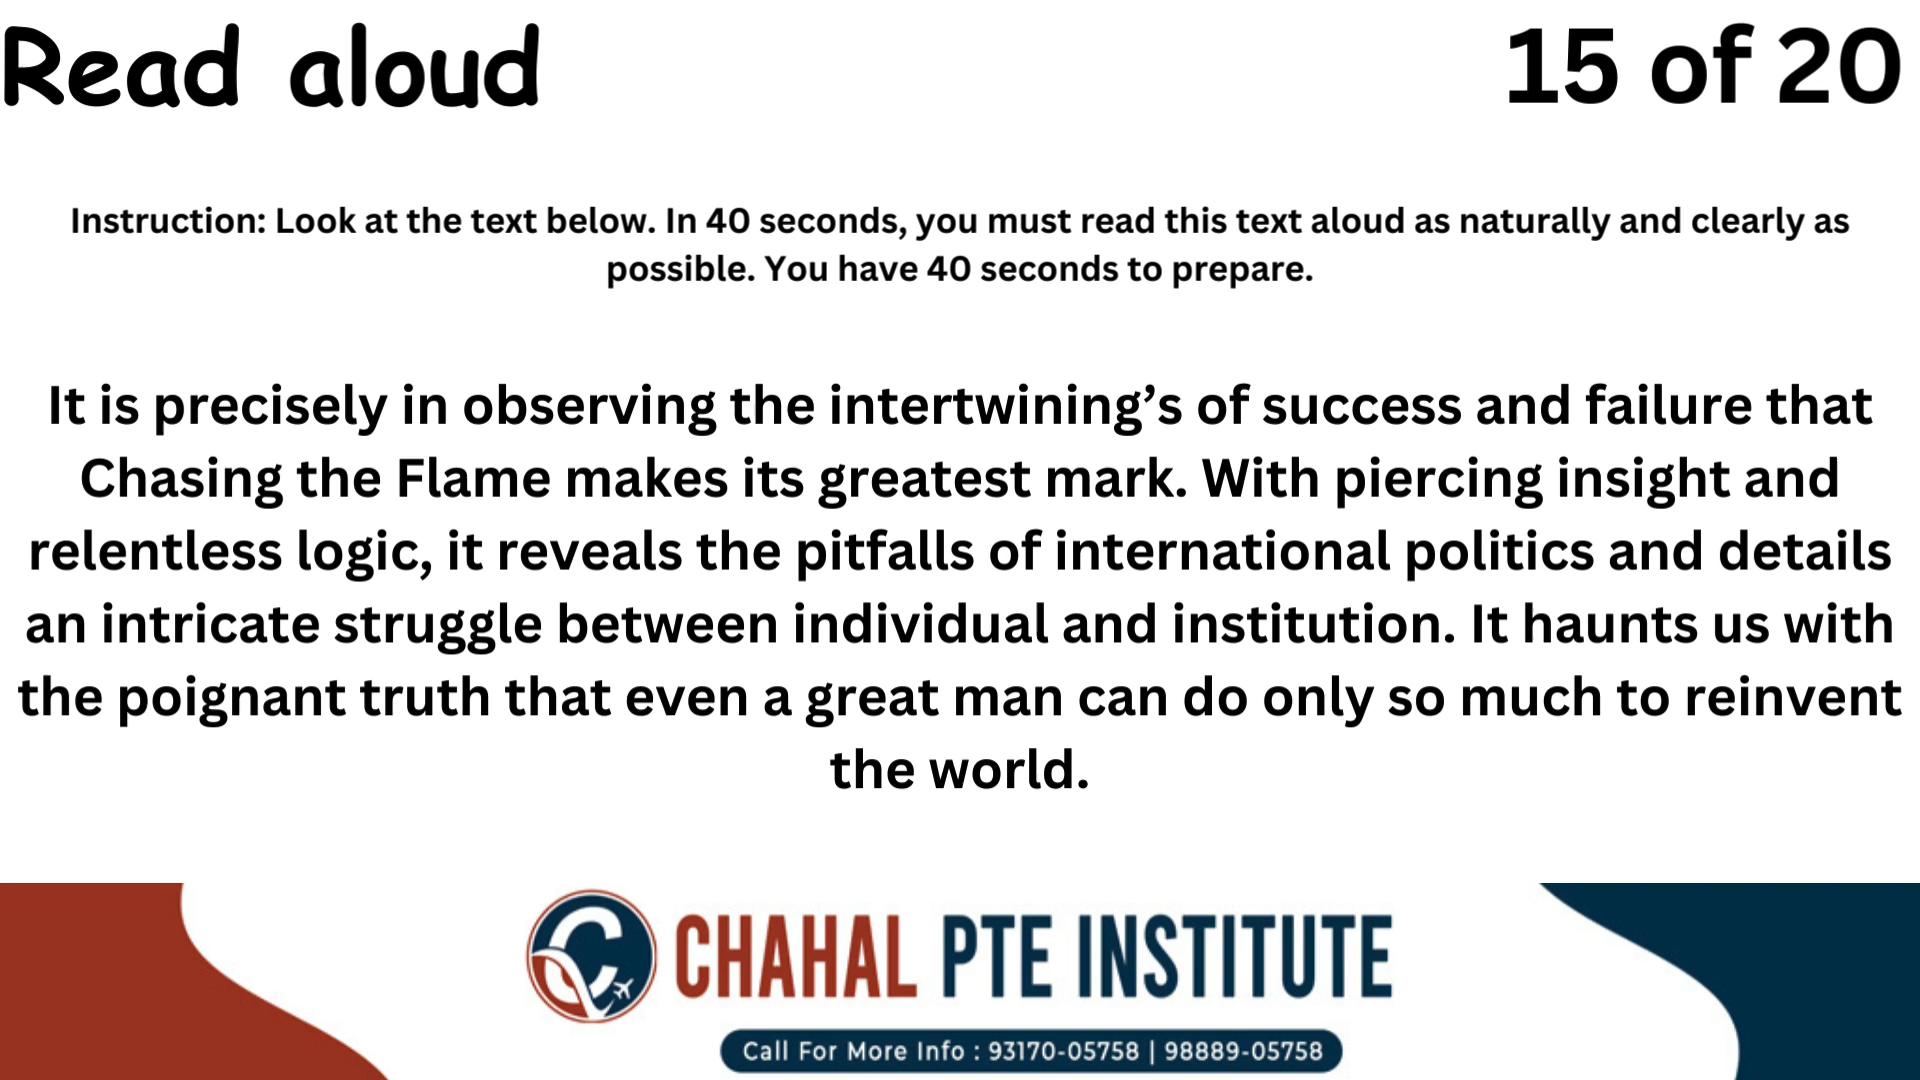 Read aloud
15 of 20
Instruction: Look at the text below. In 40 seconds, you must read this text aloud as naturally and clearly as
possible. You have 40 seconds to prepare.
It is precisely in observing the intertwining’s of success and failure that
Chasing the Flame makes its greatest mark. With piercing insight and
relentless logic, it reveals the pitfalls of international politics and details
an intricate struggle between individual and institution. It haunts us with
the poignant truth that even a great man can do only so much to reinvent
the world.
CHAHAL PTE INSTITUTE
Call For More Info : 93170-05758 | 98889-05758